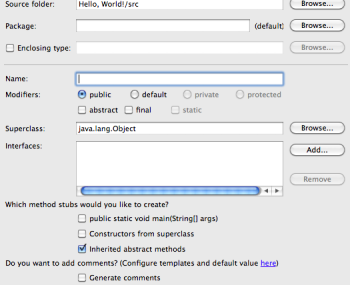 Source folder: Hello, World!/src Browse...
Package: (default) Browse...
Enclosing type: Browse...
Name:
Modifiers: public default private protected
abstract final static
Superclass: java.lang.Object Browse...
Interfaces: Add...
Remove
Which method stubs would you like to create?
public static void main(String[] args)
Constructors from superclass
Inherited abstract methods
Do you want to add comments? (Configure templates and default value here)
Generate comments